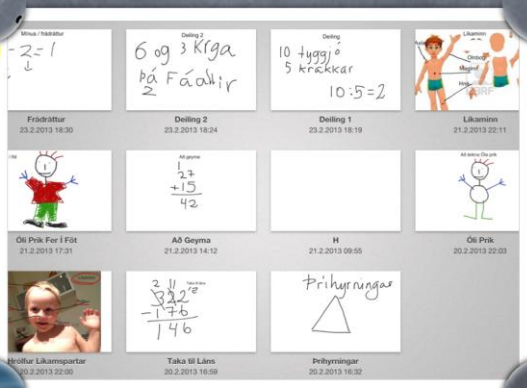 Mínus / frádráttur
- 2 = 1
Frádráttur
23.2.2013 18:30
Deiling 2
6 og 3 krga
þá Fáallir
2
Deiling 2
23.2.2013 18:24
Deiling
10 tyggjó
5 krakkar
10:5=2
Deiling 1
23.2.2013 18:19
Líkaminn
Líkaminn
21.2.2013 22:11
Óli Prik Fer Í Föt
21.2.2013 17:31
Að geyma
1
27
+15
42
Að Geyma
21.2.2013 14:12
H
21.2.2013 09:55
Að teikna Óla prik
Óli Prik
20.2.2013 22:03
Hrólfur Líkamspartar
20.2.2013 22:00
Taka til láns
2 11
322
-176
146
Taka til Láns
20.2.2013 16:59
Þríhyrningar
Þríhyrningar
20.2.2013 16:32